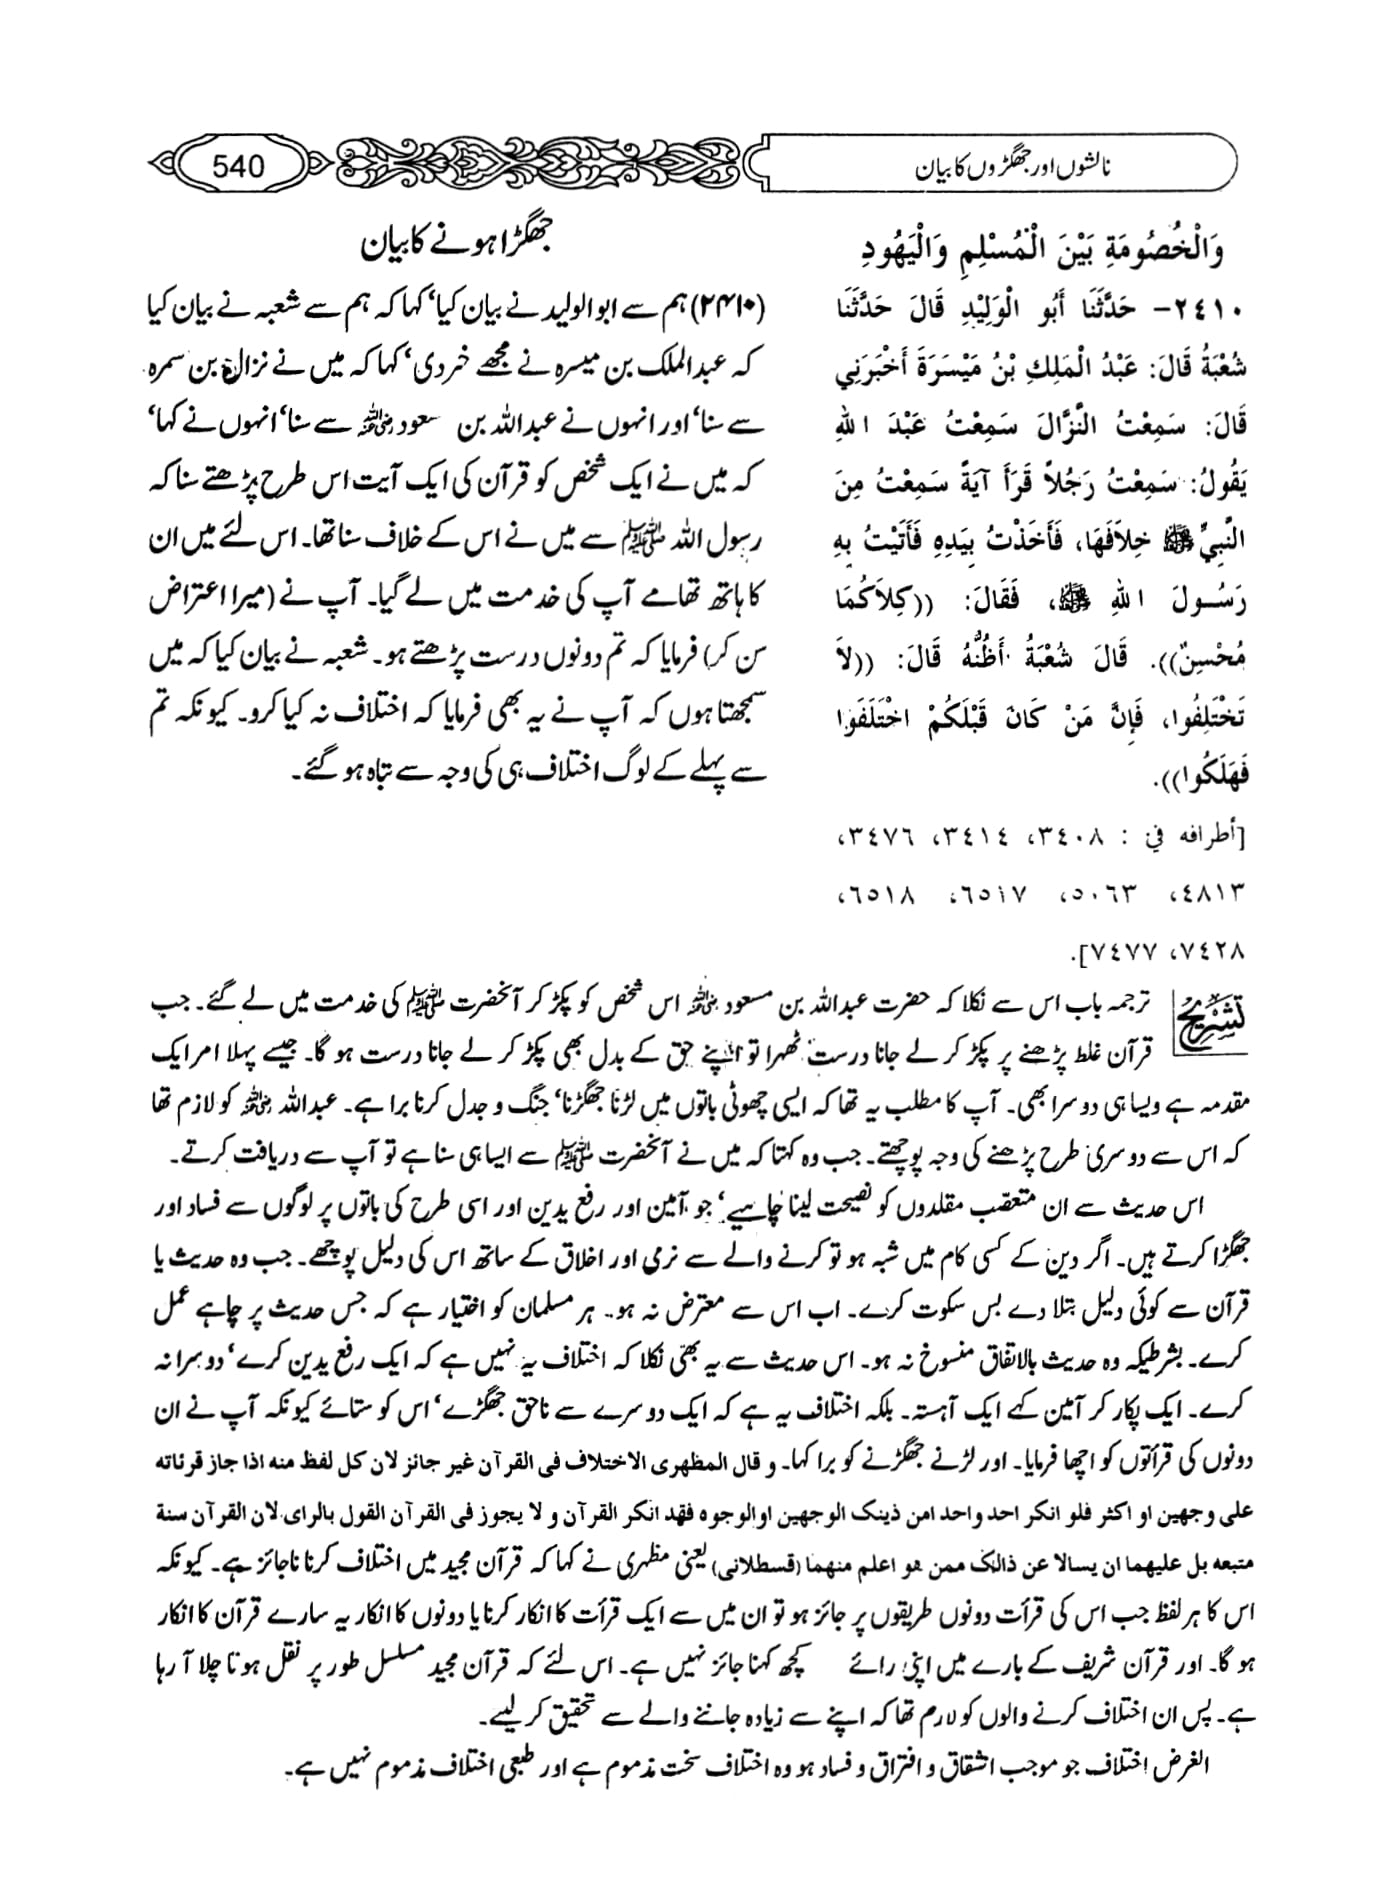 نالشوں اور جھگڑوں کا بیان
540
وَالْخُصُومَةِ بَيْنَ الْمُسْلِمِ وَالْيَهُودِ
٢٤١٠- حَدَّثَنَا أَبُو الْوَلِيْدِ قَالَ حَدَّثَنَا
شُعْبَةُ قَالَ: عَبْدُ الْمَلِكِ بْنُ مَيْسَرَةَ أَخْبَرَنِي
قَالَ: سَمِعْتُ النَّزَّالَ سَمِعْتُ عَبْدَ اللهِ
يَقُولُ: سَمِعْتُ رَجُلاً قَرَأَ آيَةً سَمِعْتُ مِنَ
النَّبِيِّ ﷺ خِلاَفَهَا، فَأَخَذْتُ بِيَدِهِ فَأَتَيْتُ بِهِ
رَسُولَ اللهِ ﷺ، فَقَالَ: ((كِلاَكُمَا
مُحْسِنٌ)). قَالَ شُعْبَةُ أَظُنُّهُ قَالَ: ((لاَ
تَخْتَلِفُوا، فَإِنَّ مَنْ كَانَ قَبْلَكُمْ اخْتَلَفُوا
فَهَلَكُوا)).
[أطرافه في : ٣٤٠٨، ٣٤١٤، ٣٤٧٦،
٤٨١٣، ٥٠٦٣، ٦٥١٧، ٦٥١٨،
٧٤٢٨، ٧٤٧٧].
جھگڑا ہونے کا بیان
(۲۴۱۰) ہم سے ابوالولید نے بیان کیا‘ کہا کہ ہم سے شعبہ نے بیان کیا
کہ عبدالملک بن میسرہ نے مجھے خبر دی‘ کہا کہ میں نے نزال بن سمرہ
سے سنا‘ اور انہوں نے عبداللہ بن مسعود رضی اللہ عنہ سے سنا‘ انہوں نے کہا‘
کہ میں نے ایک شخص کو قرآن کی ایک آیت اس طرح پڑھتے سنا کہ
رسول اللہ ﷺ سے میں نے اس کے خلاف سنا تھا۔ اس لئے میں ان
کا ہاتھ تھامے آپ کی خدمت میں لے گیا۔ آپ نے (میرا اعتراض
سن کر) فرمایا کہ تم دونوں درست پڑھتے ہو۔ شعبہ نے بیان کیا کہ میں
سمجھتا ہوں کہ آپ نے یہ بھی فرمایا کہ اختلاف نہ کیا کرو۔ کیونکہ تم
سے پہلے کے لوگ اختلاف ہی کی وجہ سے تباہ ہو گئے۔
تشریح
ترجمہ باب اس سے نکلا کہ حضرت عبداللہ بن مسعود رضی اللہ عنہ اس شخص کو پکڑ کر آنحضرت ﷺ کی خدمت میں لے گئے۔ جب
قرآن غلط پڑھنے پر پکڑ کر لے جانا درست ٹھہرا تو اپنے حق کے بدل بھی پکڑ کر لے جانا درست ہو گا۔ جیسے پہلا امر ایک
مقدمہ ہے ویسا ہی دوسرا بھی۔ آپ کا مطلب یہ تھا کہ ایسی چھوٹی باتوں میں لڑنا جھگڑنا‘ جنگ و جدل کرنا برا ہے۔ عبداللہ رضی اللہ عنہ کو لازم تھا
کہ اس سے دوسری طرح پڑھنے کی وجہ پوچھتے۔ جب وہ کہتا کہ میں نے آنحضرت ﷺ سے ایسا ہی سنا ہے تو آپ سے دریافت کرتے۔
اس حدیث سے ان متعصب مقلدوں کو نصیحت لینا چاہیے‘ جو آمین اور رفع یدین اور اسی طرح کی باتوں پر لوگوں سے فساد اور
جھگڑا کرتے ہیں۔ اگر دین کے کسی کام میں شبہ ہو تو کرنے والے سے نرمی اور اخلاق کے ساتھ اس کی دلیل پوچھے۔ جب وہ حدیث یا
قرآن سے کوئی دلیل بتلا دے بس سکوت کرے۔ اب اس سے معترض نہ ہو۔ ہر مسلمان کو اختیار ہے کہ جس حدیث پر چاہے عمل
کرے۔ بشرطیکہ وہ حدیث بالاتفاق منسوخ نہ ہو۔ اس حدیث سے یہ بھی نکلا کہ اختلاف یہ نہیں ہے کہ ایک رفع یدین کرے‘ دوسرا نہ
کرے۔ ایک پکار کر آمین کہے ایک آہستہ۔ بلکہ اختلاف یہ ہے کہ ایک دوسرے سے ناحق جھگڑے‘ اس کو ستائے کیونکہ آپ نے ان
دونوں کی قرأتوں کو اچھا فرمایا۔ اور لڑنے جھگڑنے کو برا کہا۔ و قال المظهری الاختلاف فی القرآن غیر جائز لان کل لفظ منه اذا جاز قرئاته
علی وجهین او اکثر فلو انکر احد واحد امن ذینک الوجهین اوالوجوه فقد انکر القرآن و لا یجوز فی القرآن القول بالرای لان القرآن سنة
متبعه بل علیهما ان یسالا عن ذالک ممن هو اعلم منهما (قسطلانی) یعنی مظہری نے کہا کہ قرآن مجید میں اختلاف کرنا ناجائز ہے۔ کیونکہ
اس کا ہر لفظ جب اس کی قرأت دونوں طریقوں پر جائز ہو تو ان میں سے ایک قرأت کا انکار کرنا یا دونوں کا انکار یہ سارے قرآن کا انکار
ہو گا۔ اور قرآن شریف کے بارے میں اپنی رائے کچھ کہنا جائز نہیں ہے۔ اس لئے کہ قرآن مجید مسلسل طور پر نقل ہوتا چلا آ رہا
ہے۔ پس ان اختلاف کرنے والوں کو لازم تھا کہ اپنے سے زیادہ جاننے والے سے تحقیق کر لیے۔
الغرض اختلاف جو موجب اشقاق و افتراق و فساد ہو وہ اختلاف سخت مذموم ہے اور طبعی اختلاف مذموم نہیں ہے۔